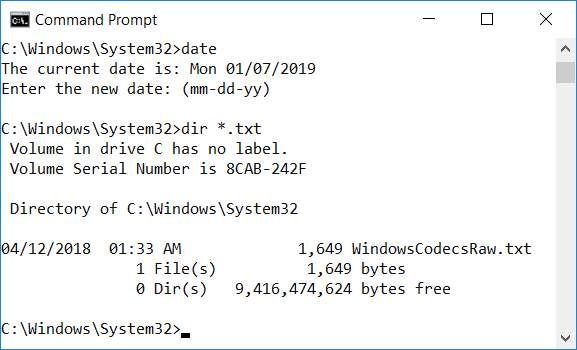 Command Prompt
C:\Windows\System32>date
The current date is: Mon 01/07/2019
Enter the new date: (mm-dd-yy)
C:\Windows\System32>dir *.txt
 Volume in drive C has no label.
 Volume Serial Number is 8CAB-242F
 Directory of C:\Windows\System32
04/12/2018  01:33 AM             1,649 WindowsCodecsRaw.txt
               1 File(s)          1,649 bytes
               0 Dir(s)   9,416,474,624 bytes free
C:\Windows\System32>